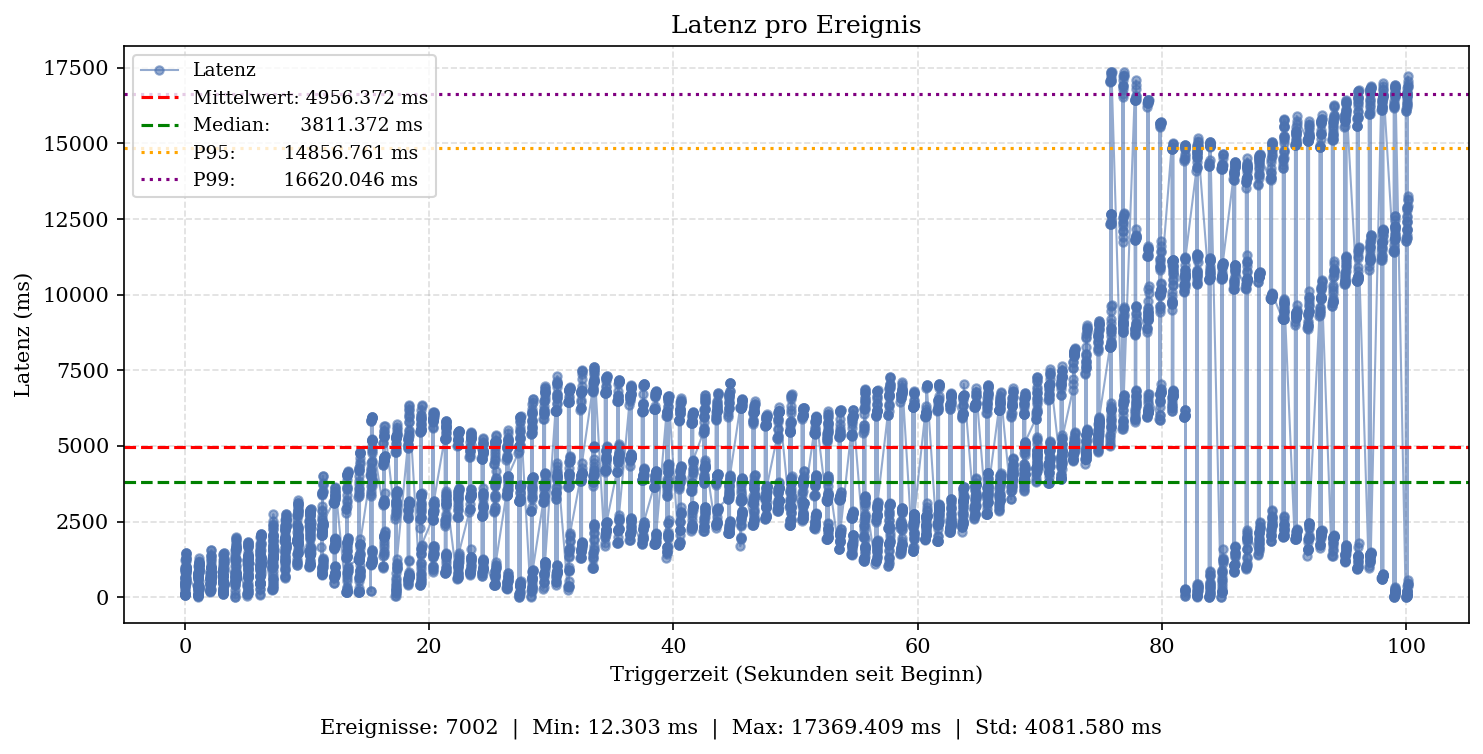 Latenz pro Ereignis
Latenz
Mittelwert: 4956.372 ms
Median: 3811.372 ms
P95: 14856.761 ms
P99: 16620.046 ms
17500
15000
12500
10000
7500
5000
2500
0
Latenz (ms)
0 20 40 60 80 100
Triggerzeit (Sekunden seit Beginn)
Ereignisse: 7002 | Min: 12.303 ms | Max: 17369.409 ms | Std: 4081.580 ms